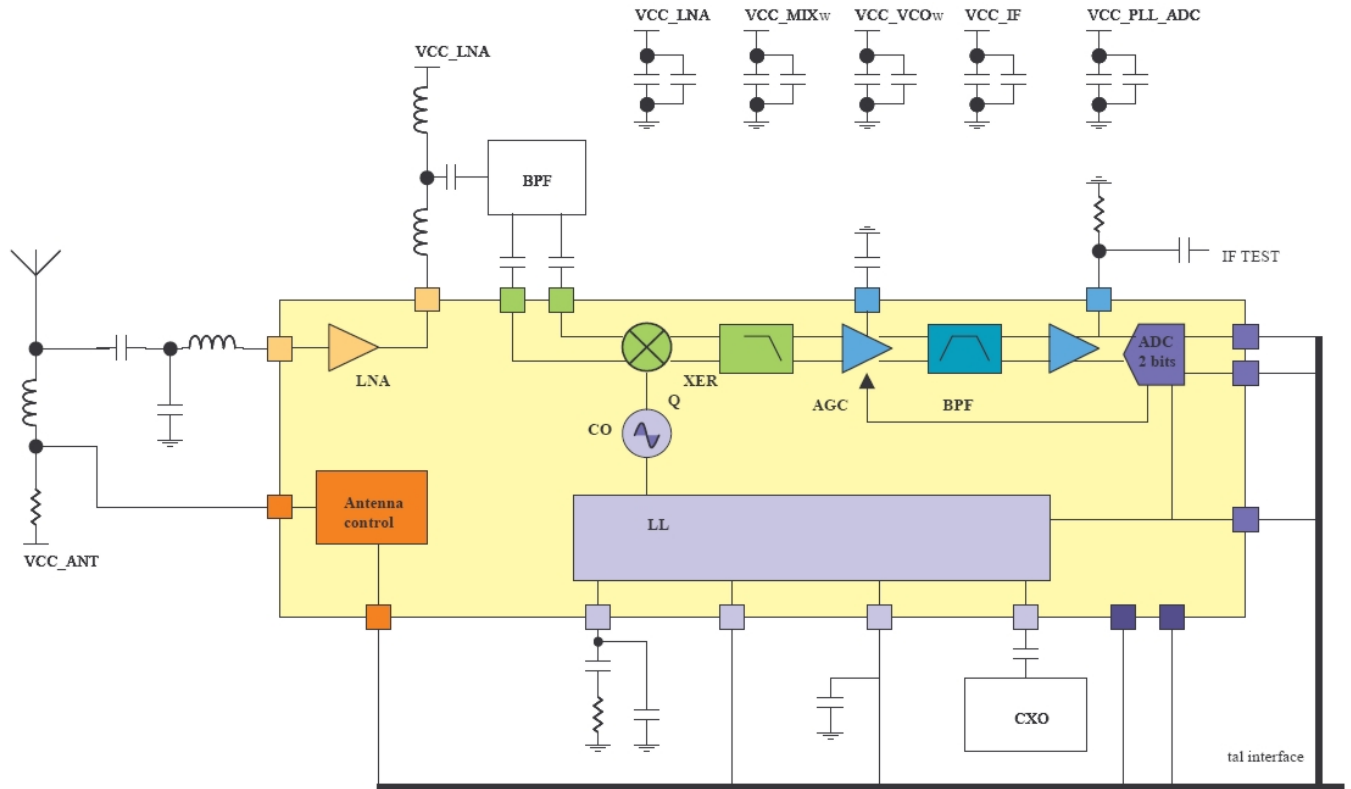 VCC_LNA
VCC_MIXW
VCC_VCOW
VCC_IF
VCC_PLL_ADC
VCC_LNA
BPF
IF TEST
ADC
2 bits
LNA
XER
Q
AGC
BPF
CO
Antenna
control
LL
VCC_ANT
CXO
tal interface